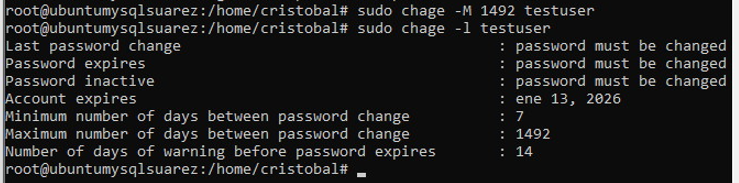 root@ubuntumysqlsuarez:/home/cristobal# sudo chage -M 1492 testuser
root@ubuntumysqlsuarez:/home/cristobal# sudo chage -l testuser
Last password change : password must be changed
Password expires : password must be changed
Password inactive : password must be changed
Account expires : ene 13, 2026
Minimum number of days between password change : 7
Maximum number of days between password change : 1492
Number of days of warning before password expires : 14
root@ubuntumysqlsuarez:/home/cristobal#